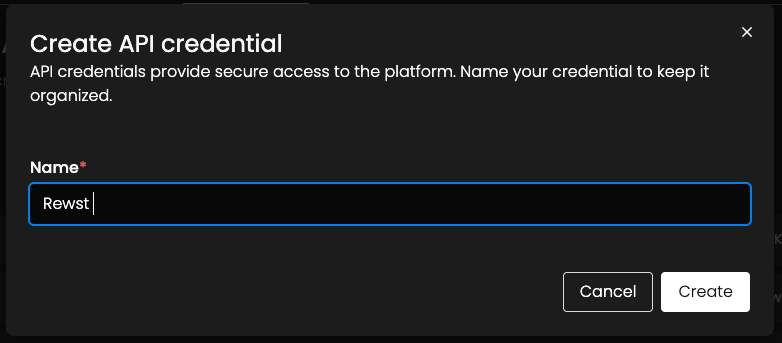 Create API credential
API credentials provide secure access to the platform. Name your credential to keep it
organized.
Name*
Rewst
Cancel
Create